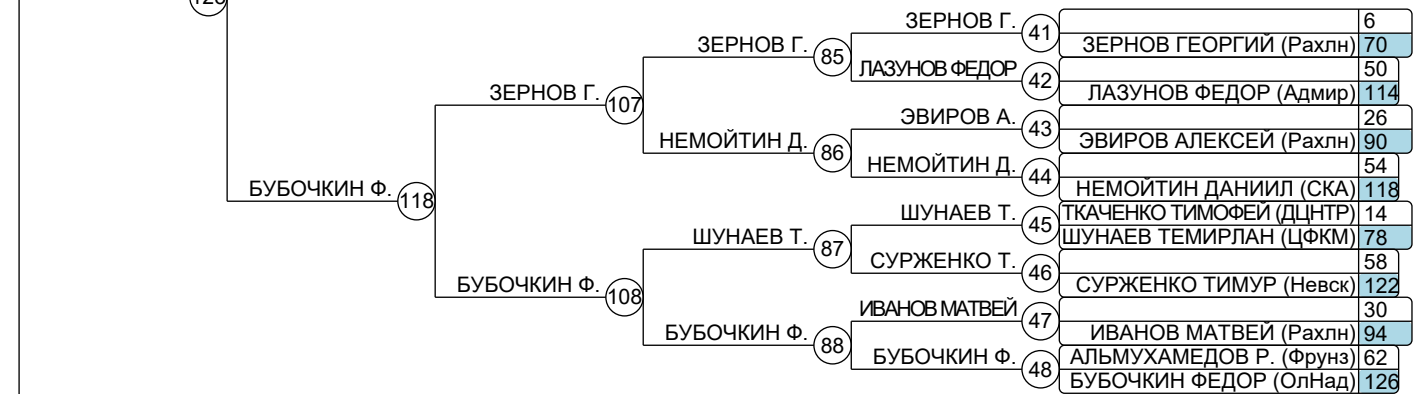 ЗЕРНОВ Г. 41 6
ЗЕРНОВ Г. 85 ЗЕРНОВ ГЕОРГИЙ (Рахлн) 70
ЛАЗУНОВ ФЕДОР 42 50
ЗЕРНОВ Г. 107 ЛАЗУНОВ ФЕДОР (Адмир) 114
ЭВИРОВ А. 43 26
НЕМОЙТИН Д. 86 ЭВИРОВ АЛЕКСЕЙ (Рахлн) 90
НЕМОЙТИН Д. 44 54
БУБОЧКИН Ф. 118 НЕМОЙТИН ДАНИИЛ (СКА) 118
ШУНАЕВ Т. 45 ТКАЧЕНКО ТИМОФЕЙ (ДЦНТР) 14
ШУНАЕВ Т. 87 ШУНАЕВ ТЕМИРЛАН (ЦФКМ) 78
СУРЖЕНКО Т. 46 58
БУБОЧКИН Ф. 108 СУРЖЕНКО ТИМУР (Невск) 122
ИВАНОВ МАТВЕЙ 47 30
БУБОЧКИН Ф. 88 ИВАНОВ МАТВЕЙ (Рахлн) 94
БУБОЧКИН Ф. 48 АЛЬМУХАМЕДОВ Р. (Фрунз) 62
БУБОЧКИН ФЕДОР (ОлНад) 126